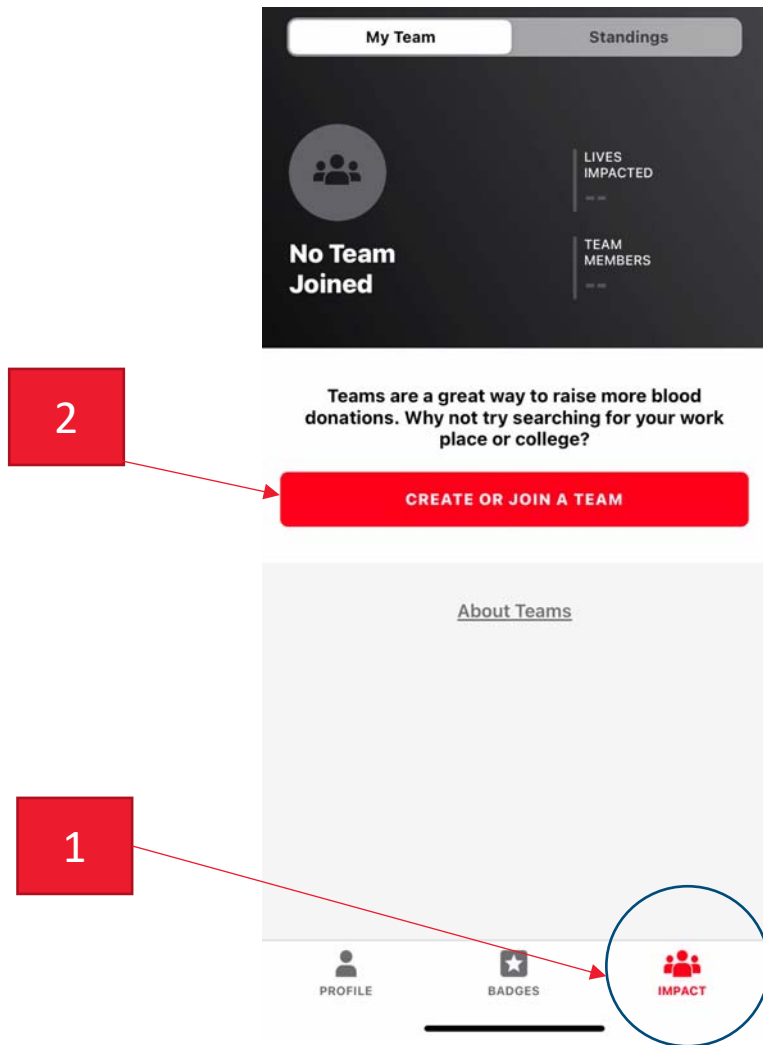 My Team
Standings
LIVES
IMPACTED
--
No Team
Joined
TEAM
MEMBERS
--
2
Teams are a great way to raise more blood
donations. Why not try searching for your work
place or college?
CREATE OR JOIN A TEAM
About Teams
1
PROFILE
BADGES
IMPACT